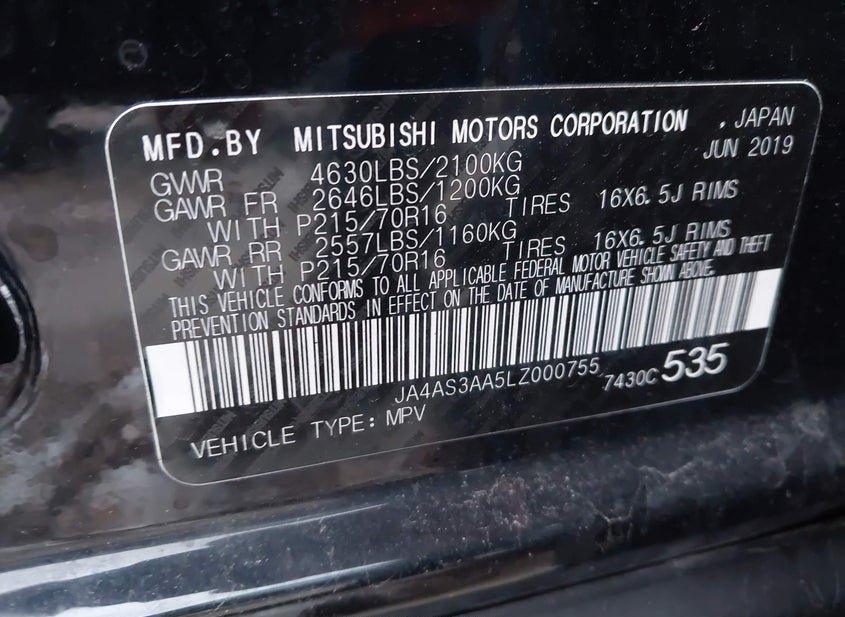 MFD.BY MITSUBISHI MOTORS CORPORATION , JAPAN
JUN 2019
GVWR 4630LBS/2100KG
GAWR FR 2646LBS/1200KG
WITH P215/70R16 TIRES 16X6.5J RIMS
GAWR RR 2557LBS/1160KG
WITH P215/70R16 TIRES 16X6.5J RIMS
THIS VEHICLE CONFORMS TO ALL APPLICABLE FEDERAL MOTOR VEHICLE SAFETY AND THEFT
PREVENTION STANDARDS IN EFFECT ON THE DATE OF MANUFACTURE SHOWN ABOVE.
JA4AS3AA5LZ000755 7430C 535
VEHICLE TYPE: MPV